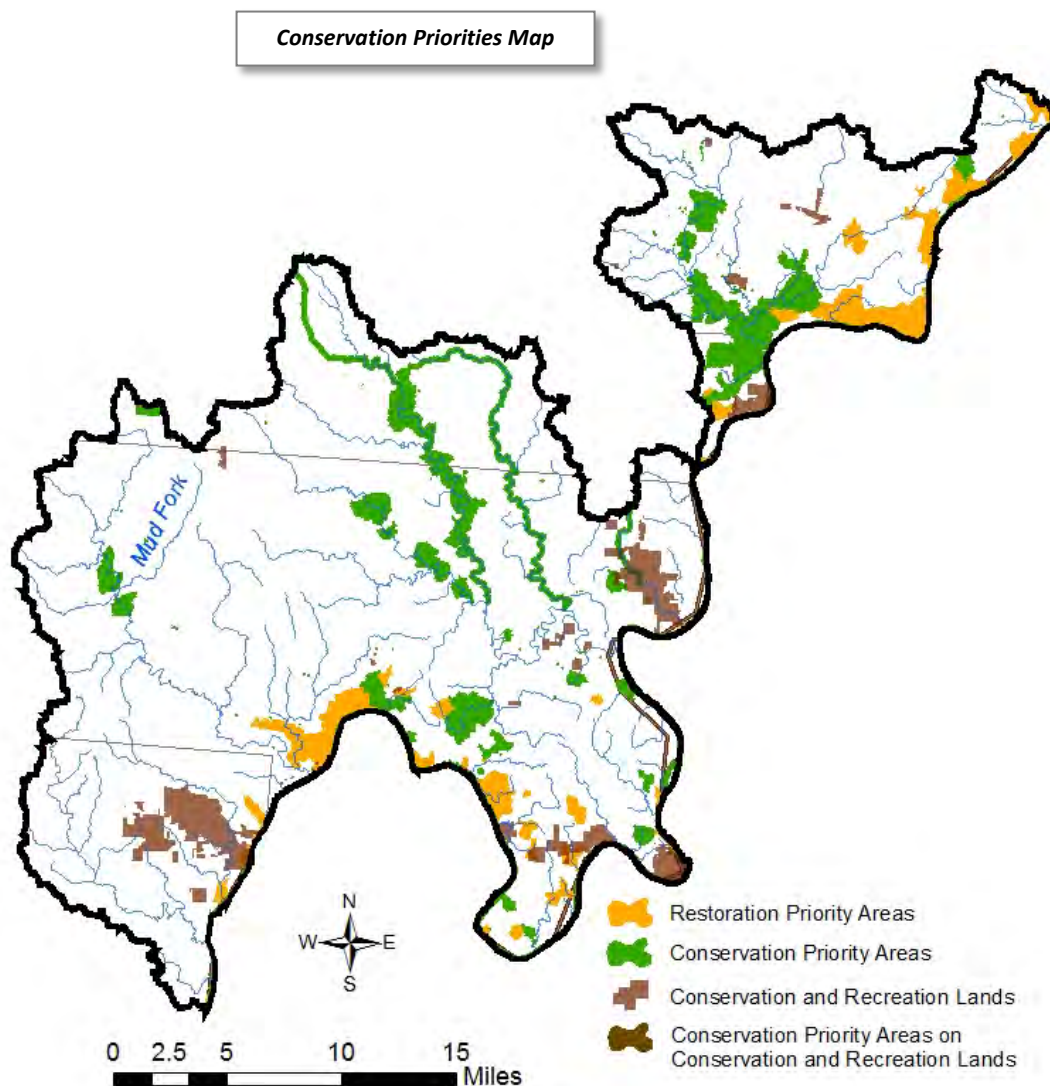 Conservation Priorities Map
Mud Fork
N
W E
S
Restoration Priority Areas
Conservation Priority Areas
Conservation and Recreation Lands
Conservation Priority Areas on
Conservation and Recreation Lands
0 2.5 5 10 15
Miles